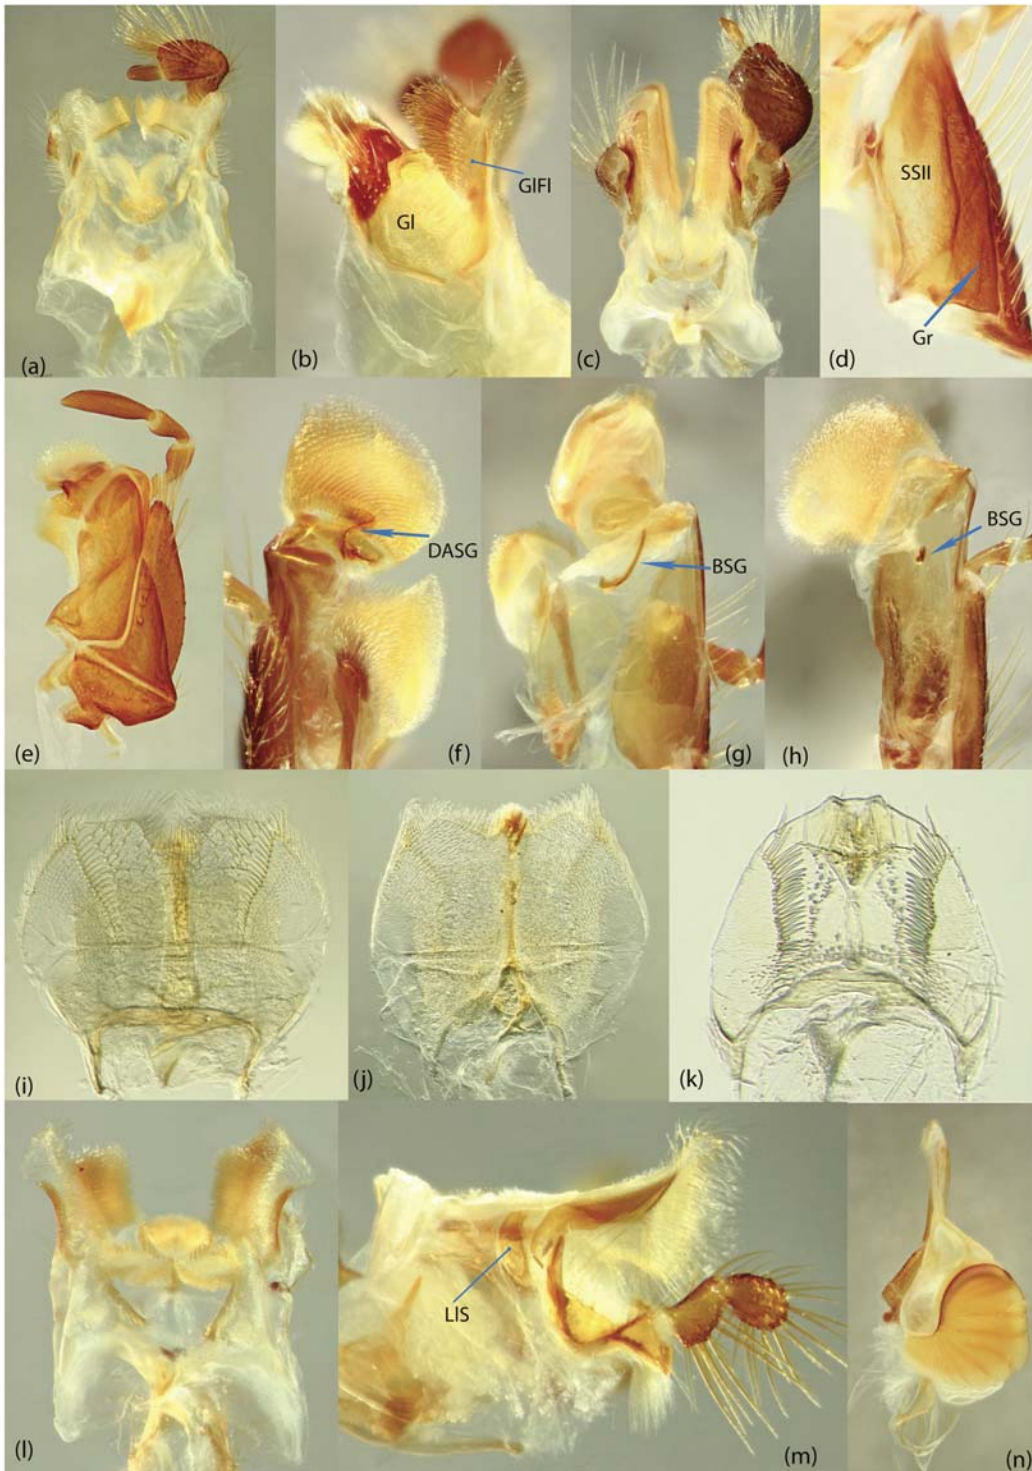 GlFl
Gl
SSII
Gr
(a)
(b)
(c)
(d)
DASG
BSG
BSG
(e)
(f)
(g)
(h)
(i)
(j)
(k)
LIS
(l)
(m)
(n)